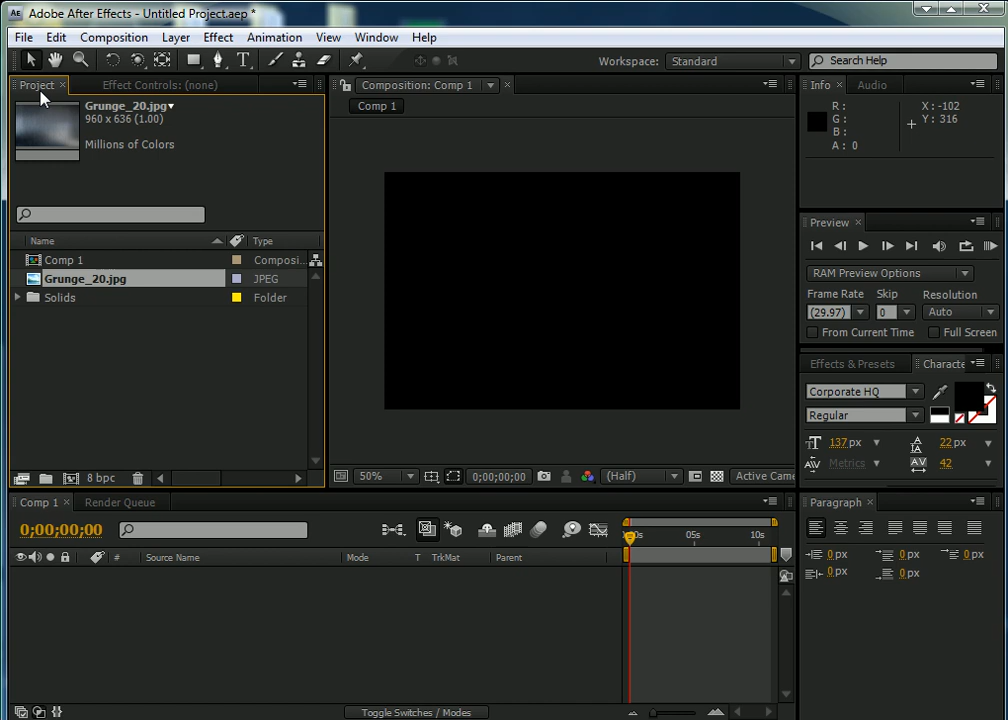 Ae Adobe After Effects - Untitled Project.aep *
File Edit Composition Layer Effect Animation View Window Help
T Workspace: Standard Search Help
Project × Effect Controls: (none)
Grunge_20.jpg
960 x 636 (1.00)
Millions of Colors
Name Type
Comp 1 Composi...
Grunge_20.jpg JPEG
Solids Folder
8 bpc
Composition: Comp 1 ×
Comp 1
50% 0;00;00;00 (Half) Active Came
Info × Audio
R : X : -102
G : Y : 316
B :
A : 0
Preview ×
RAM Preview Options
Frame Rate Skip Resolution
(29.97) 0 Auto
From Current Time Full Screen
Effects & Presets Characte
Corporate HQ
Regular
137 px 22 px
Metrics 42
Comp 1 × Render Queue
0;00;00;00
00s 05s 10s
# Source Name Mode T TrkMat Parent
Toggle Switches / Modes
Paragraph ×
0 px 0 px 0 px
0 px 0 px